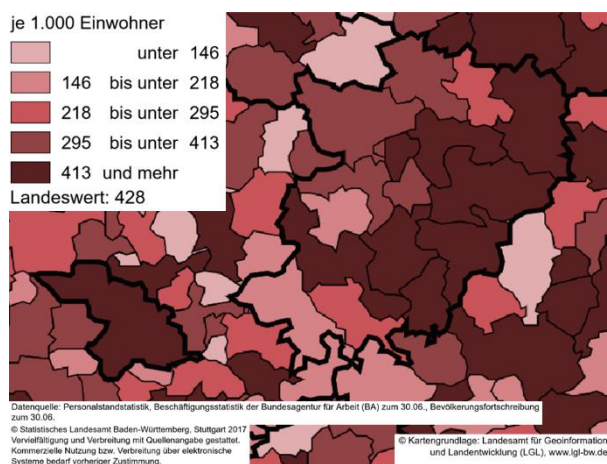 je 1.000 Einwohner
unter 146
146 bis unter 218
218 bis unter 295
295 bis unter 413
413 und mehr
Landeswert: 428
Datenquelle: Personalstandstatistik, Beschäftigungsstatistik der Bundesagentur für Arbeit (BA) zum 30.06., Bevölkerungsfortschreibung
zum 30.06.
© Statistisches Landesamt Baden-Württemberg, Stuttgart 2017
Vervielfältigung und Verbreitung mit Quellenangabe gestattet.
Kommerzielle Nutzung bzw. Verbreitung über elektronische
Systeme bedarf vorheriger Zustimmung.
© Kartengrundlage: Landesamt für Geoinformation
und Landentwicklung (LGL), www.lgl-bw.de